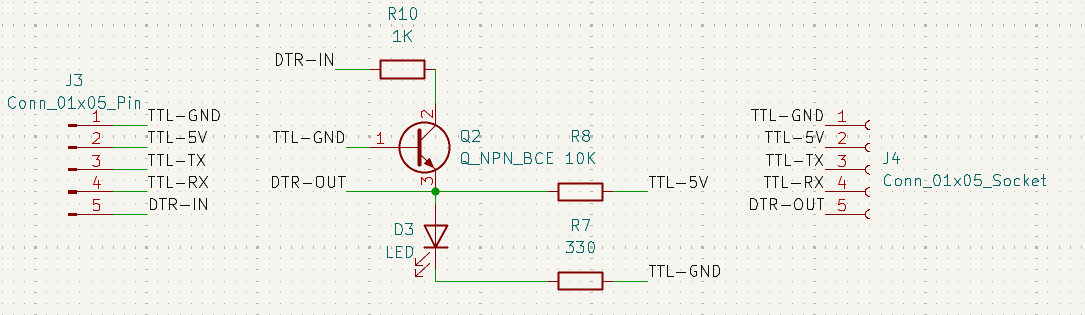 R10
1K
DTR-IN
J3
Conn_01x05_Pin
1 TTL-GND
2 TTL-5V
3 TTL-TX
4 TTL-RX
5 DTR-IN
2
TTL-GND 1
Q2
Q_NPN_BCE
3
DTR-OUT
R8
10K
TTL-5V
D3
LED
R7
330
TTL-GND
TTL-GND 1
TTL-5V 2
TTL-TX 3
TTL-RX 4
DTR-OUT 5
J4
Conn_01x05_Socket